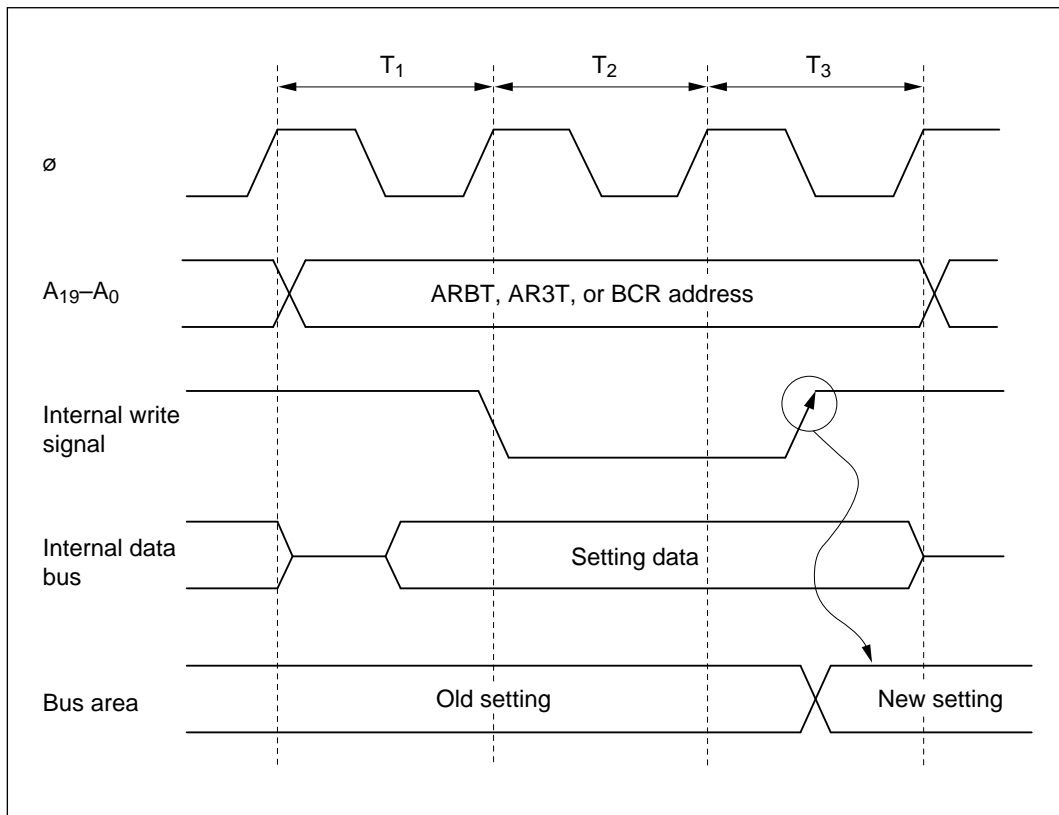 T₁ T₂ T₃
ø
A₁₉–A₀
ARBT, AR3T, or BCR address
Internal write
signal
Internal data
bus
Setting data
Bus area
Old setting
New setting